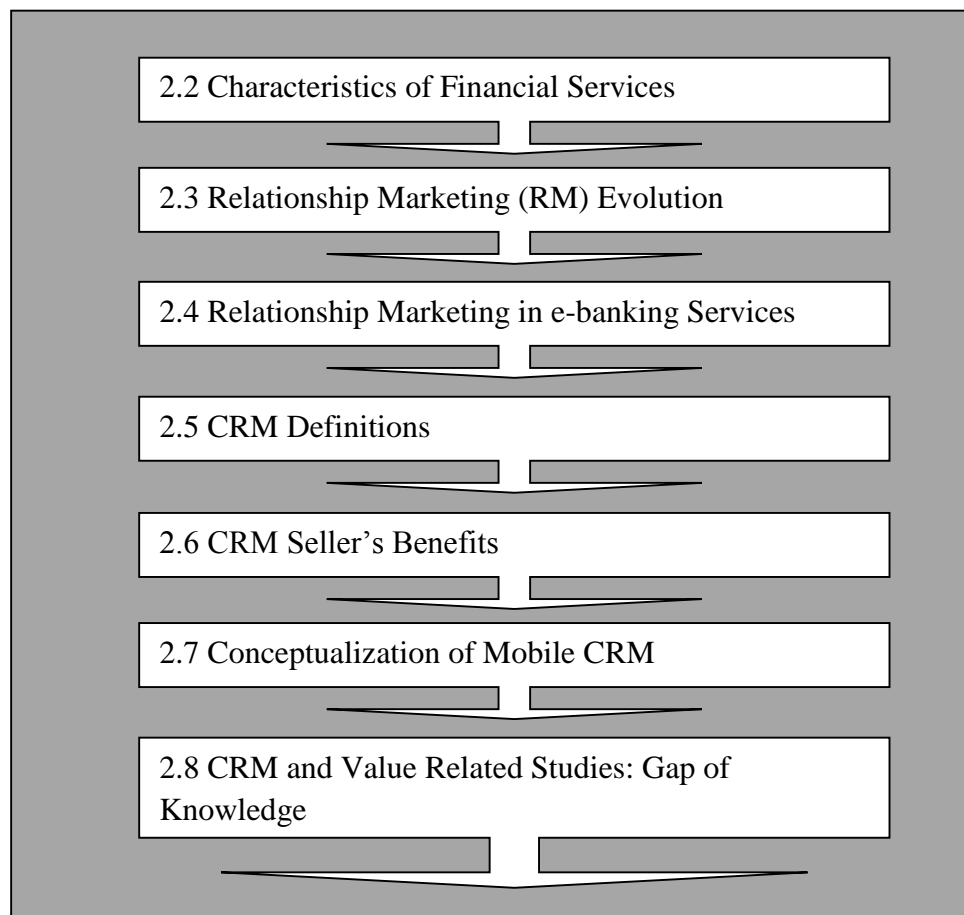 2.2 Characteristics of Financial Services
2.3 Relationship Marketing (RM) Evolution
2.4 Relationship Marketing in e-banking Services
2.5 CRM Definitions
2.6 CRM Seller’s Benefits
2.7 Conceptualization of Mobile CRM
2.8 CRM and Value Related Studies: Gap of
Knowledge